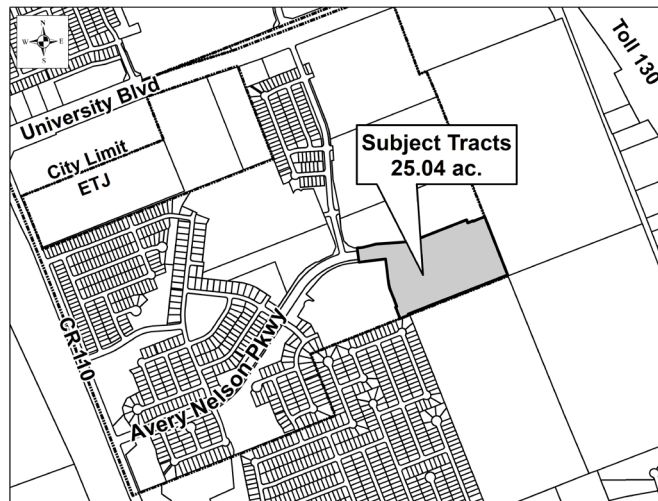 N
W E
S
University Blvd
Toll 130
City Limit
ETJ
Subject Tracts
25.04 ac.
CR 110
Avery Nelson Pkwy